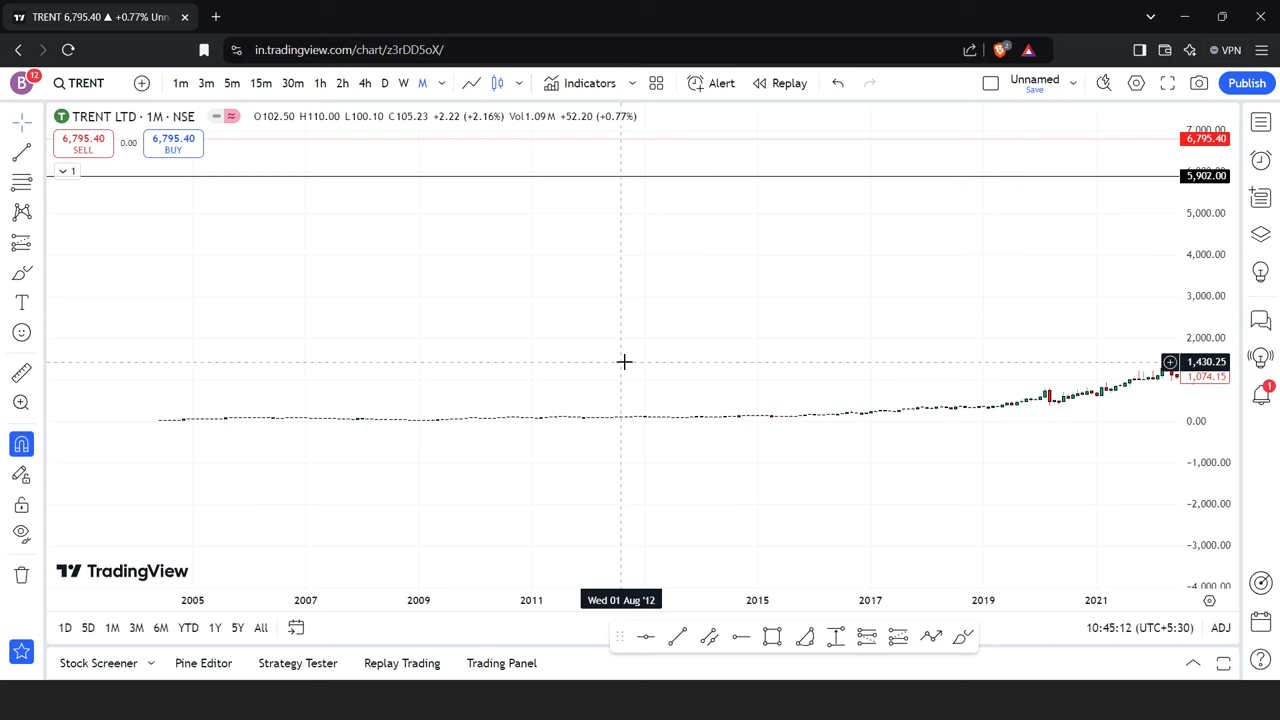 TRENT 6,795.40 ▲ +0.77% Unn
in.tradingview.com/chart/z3rDD5oX/
2
VPN
B
12
TRENT
1m 3m 5m 15m 30m 1h 2h 4h D W M
Indicators
Alert
Replay
Unnamed
Save
Publish
TRENT LTD · 1M · NSE
O102.50 H110.00 L100.10 C105.23 +2.22 (+2.16%) Vol1.09M +52.20 (+0.77%)
6,795.40
SELL
0.00
6,795.40
BUY
1
7,000.00
6,795.40
5,902.00
5,000.00
4,000.00
3,000.00
2,000.00
1,430.25
1,074.15
0.00
−1,000.00
−2,000.00
−3,000.00
−4,000.00
1
TradingView
2005 2007 2009 2011 Wed 01 Aug '12 2015 2017 2019 2021
1D 5D 1M 3M 6M YTD 1Y 5Y All
10:45:12 (UTC+5:30) ADJ
Stock Screener Pine Editor Strategy Tester Replay Trading Trading Panel